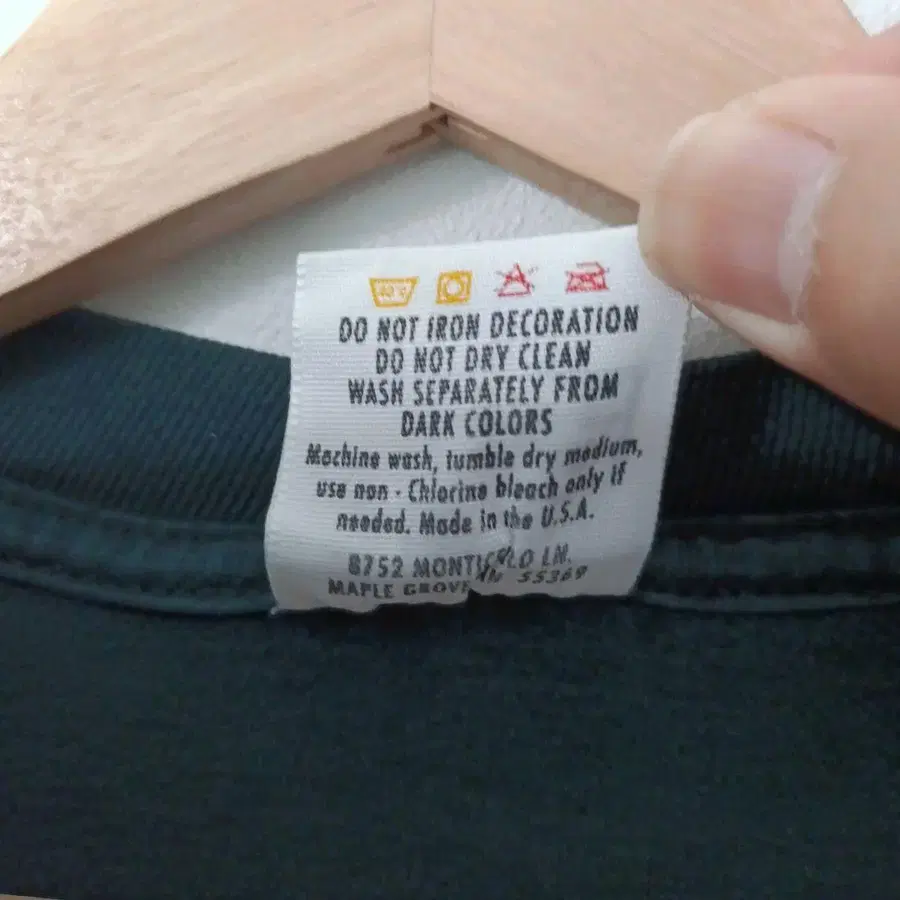 40°C
DO NOT IRON DECORATION
DO NOT DRY CLEAN
WASH SEPARATELY FROM
DARK COLORS
Machine wash, tumble dry medium,
use non - Chlorine bleach only if
needed. Made in the U.S.A.
8752 MONTICELLO LN.
MAPLE GROVE MN 55369